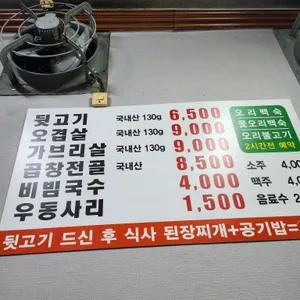 뒷고기 국내산 130g 6,500
오겹살 국내산 130g 9,000
가브리살 국내산 130g 9,000
곱창전골 국내산 8,500
비빔국수 4,000
우동사리 1,500
오리백숙
옻오리백숙
오리불고기
2시간전 예약
소주 4,00
맥주 4,00
음료수 2
뒷고기 드신 후 식사 된장찌개+공기밥=